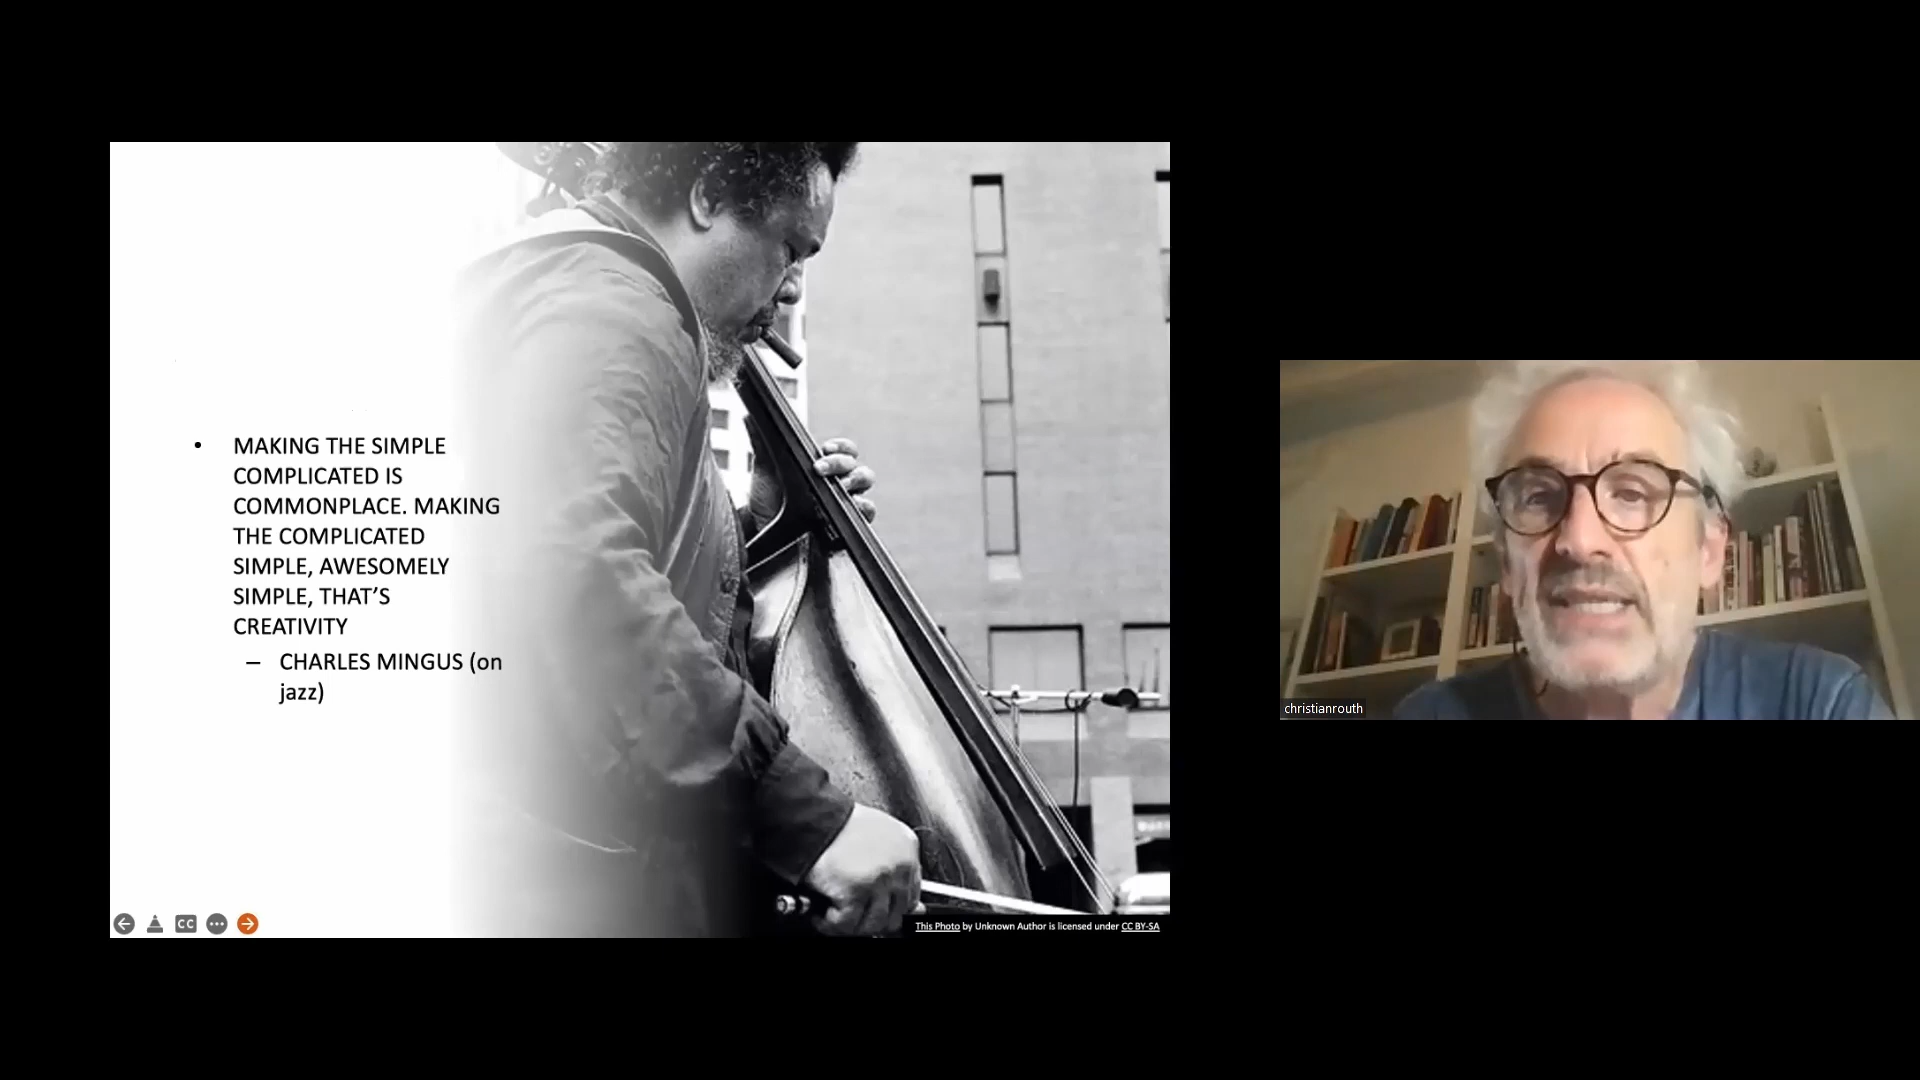 • MAKING THE SIMPLE
COMPLICATED IS
COMMONPLACE. MAKING
THE COMPLICATED
SIMPLE, AWESOMELY
SIMPLE, THAT’S
CREATIVITY
– CHARLES MINGUS (on
jazz)
CC
This Photo by Unknown Author is licensed under CC BY-SA
christianrouth